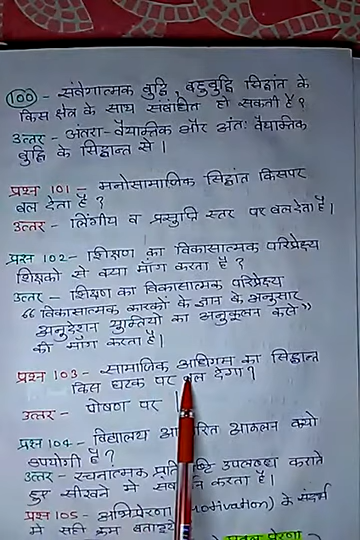 100 - संवेगात्मक बुद्धि, बहुबुद्धि सिद्धांत के
किस क्षेत्र के साथ संबंधित हो सकती है?
उत्तर - अंतरा-वैयाक्तिक और अंतः वैयाक्तिक
बुद्धि के सिद्धान्त से।
प्रश्न 101 - मनोसामाजिक सिद्धांत किसपर
बल देता है?
उत्तर - लिंगीय व प्रसुप्ति स्तर पर बल देता है।
प्रश्न 102 - शिक्षण का विकासात्मक परिप्रेक्ष्य
शिक्षको से क्या माँग करता है?
उत्तर - शिक्षण का विकासात्मक परिप्रेक्ष्य
“विकासात्मक कारकों के ज्ञान के अनुसार
अनुदेशन युक्तियो का अनुकूलन करें”
की माँग करता है।
प्रश्न 103 - सामाजिक अधिगम का सिद्धान्त
किस घटक पर बल देगा?
उत्तर - पोषण पर
प्रश्न 104 - विद्यालय आ रित आकलन क्यो
उपयोगी है?
उत्तर - रचनात्मक प्रति उपलब्ध कराते
हुए सीखने मे करता है।
प्रश्न 105 - अभिप्रेरणा (Motivation) के संदर्भ
मे सही क्रम बताइये
प्रेरणा